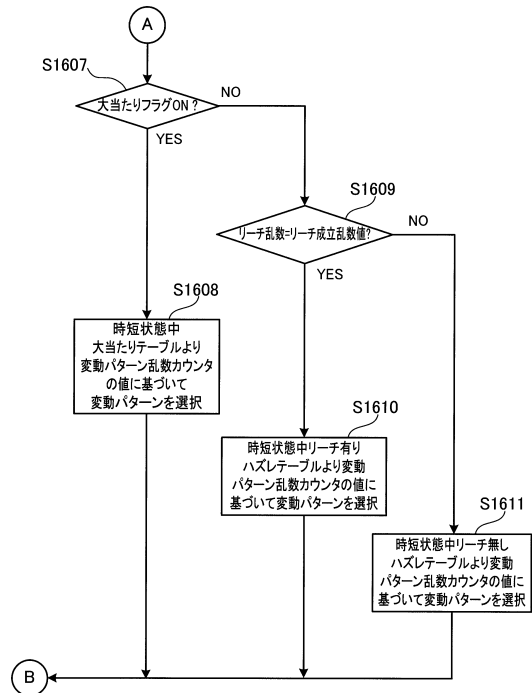 A
S1607
大当たりフラグON?
NO
YES
S1609
リーチ乱数=リーチ成立乱数値?
NO
YES
S1608
時短状態中
大当たりテーブルより
変動パターン乱数カウンタ
の値に基づいて
変動パターンを選択
S1610
時短状態中リーチ有り
ハズレテーブルより変動
パターン乱数カウンタの値に
基づいて変動パターンを選択
S1611
時短状態中リーチ無し
ハズレテーブルより変動
パターン乱数カウンタの値に
基づいて変動パターンを選択
B